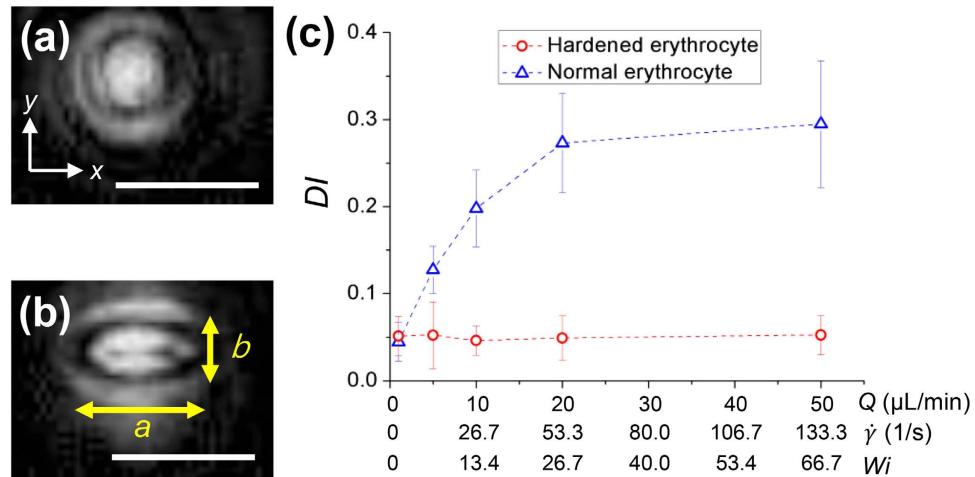 (a)
y
x
(b)
b
a
(c)
Hardened erythrocyte
Normal erythrocyte
DI
0.4
0.3
0.2
0.1
0.0
0 10 20 30 40 50 Q (μL/min)
0 26.7 53.3 80.0 106.7 133.3 γ̇ (1/s)
0 13.4 26.7 40.0 53.4 66.7 Wi